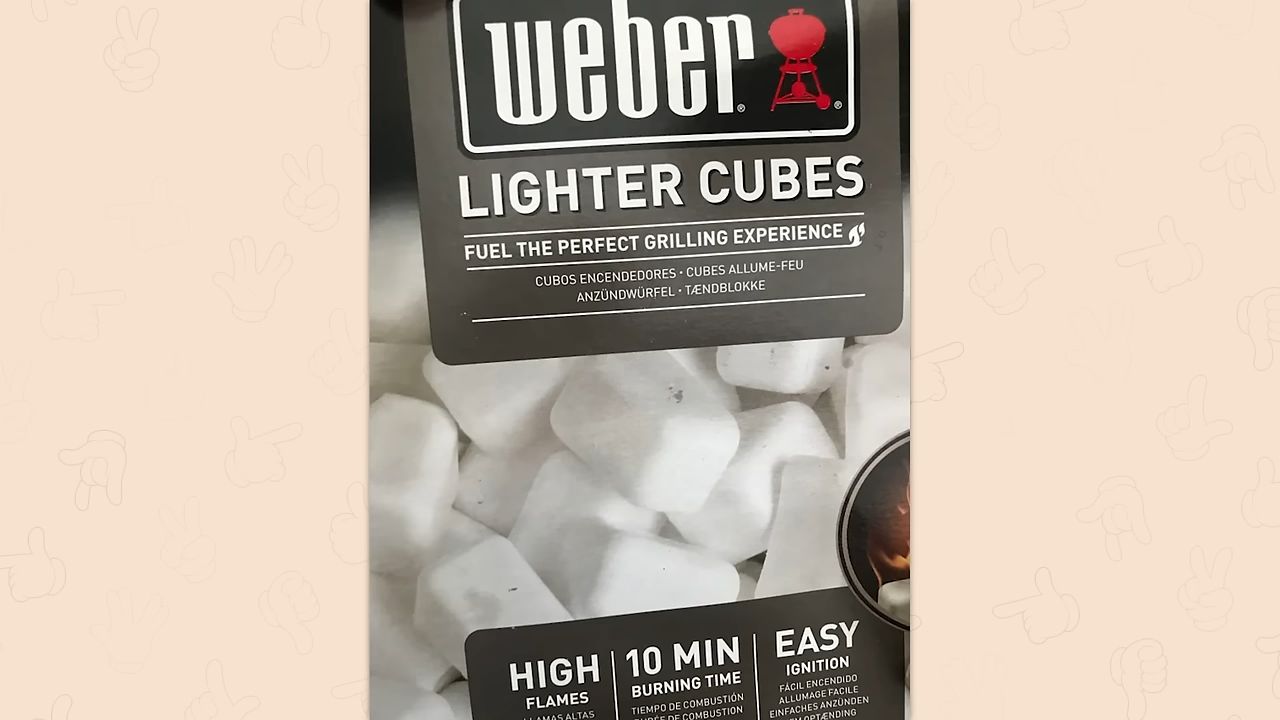 weber
LIGHTER CUBES
FUEL THE PERFECT GRILLING EXPERIENCE
CUBOS ENCENDEDORES · CUBES ALLUME-FEU
ANZÜNDWÜRFEL · TÆNDBLOKKE
HIGH
FLAMES
LLAMAS ALTAS
10 MIN
BURNING TIME
TIEMPO DE COMBUSTIÓN
DURÉE DE COMBUSTION
EASY
IGNITION
FÁCIL ENCENDIDO
ALLUMAGE FACILE
EINFACHES ANZÜNDEN
OPTÆNDING